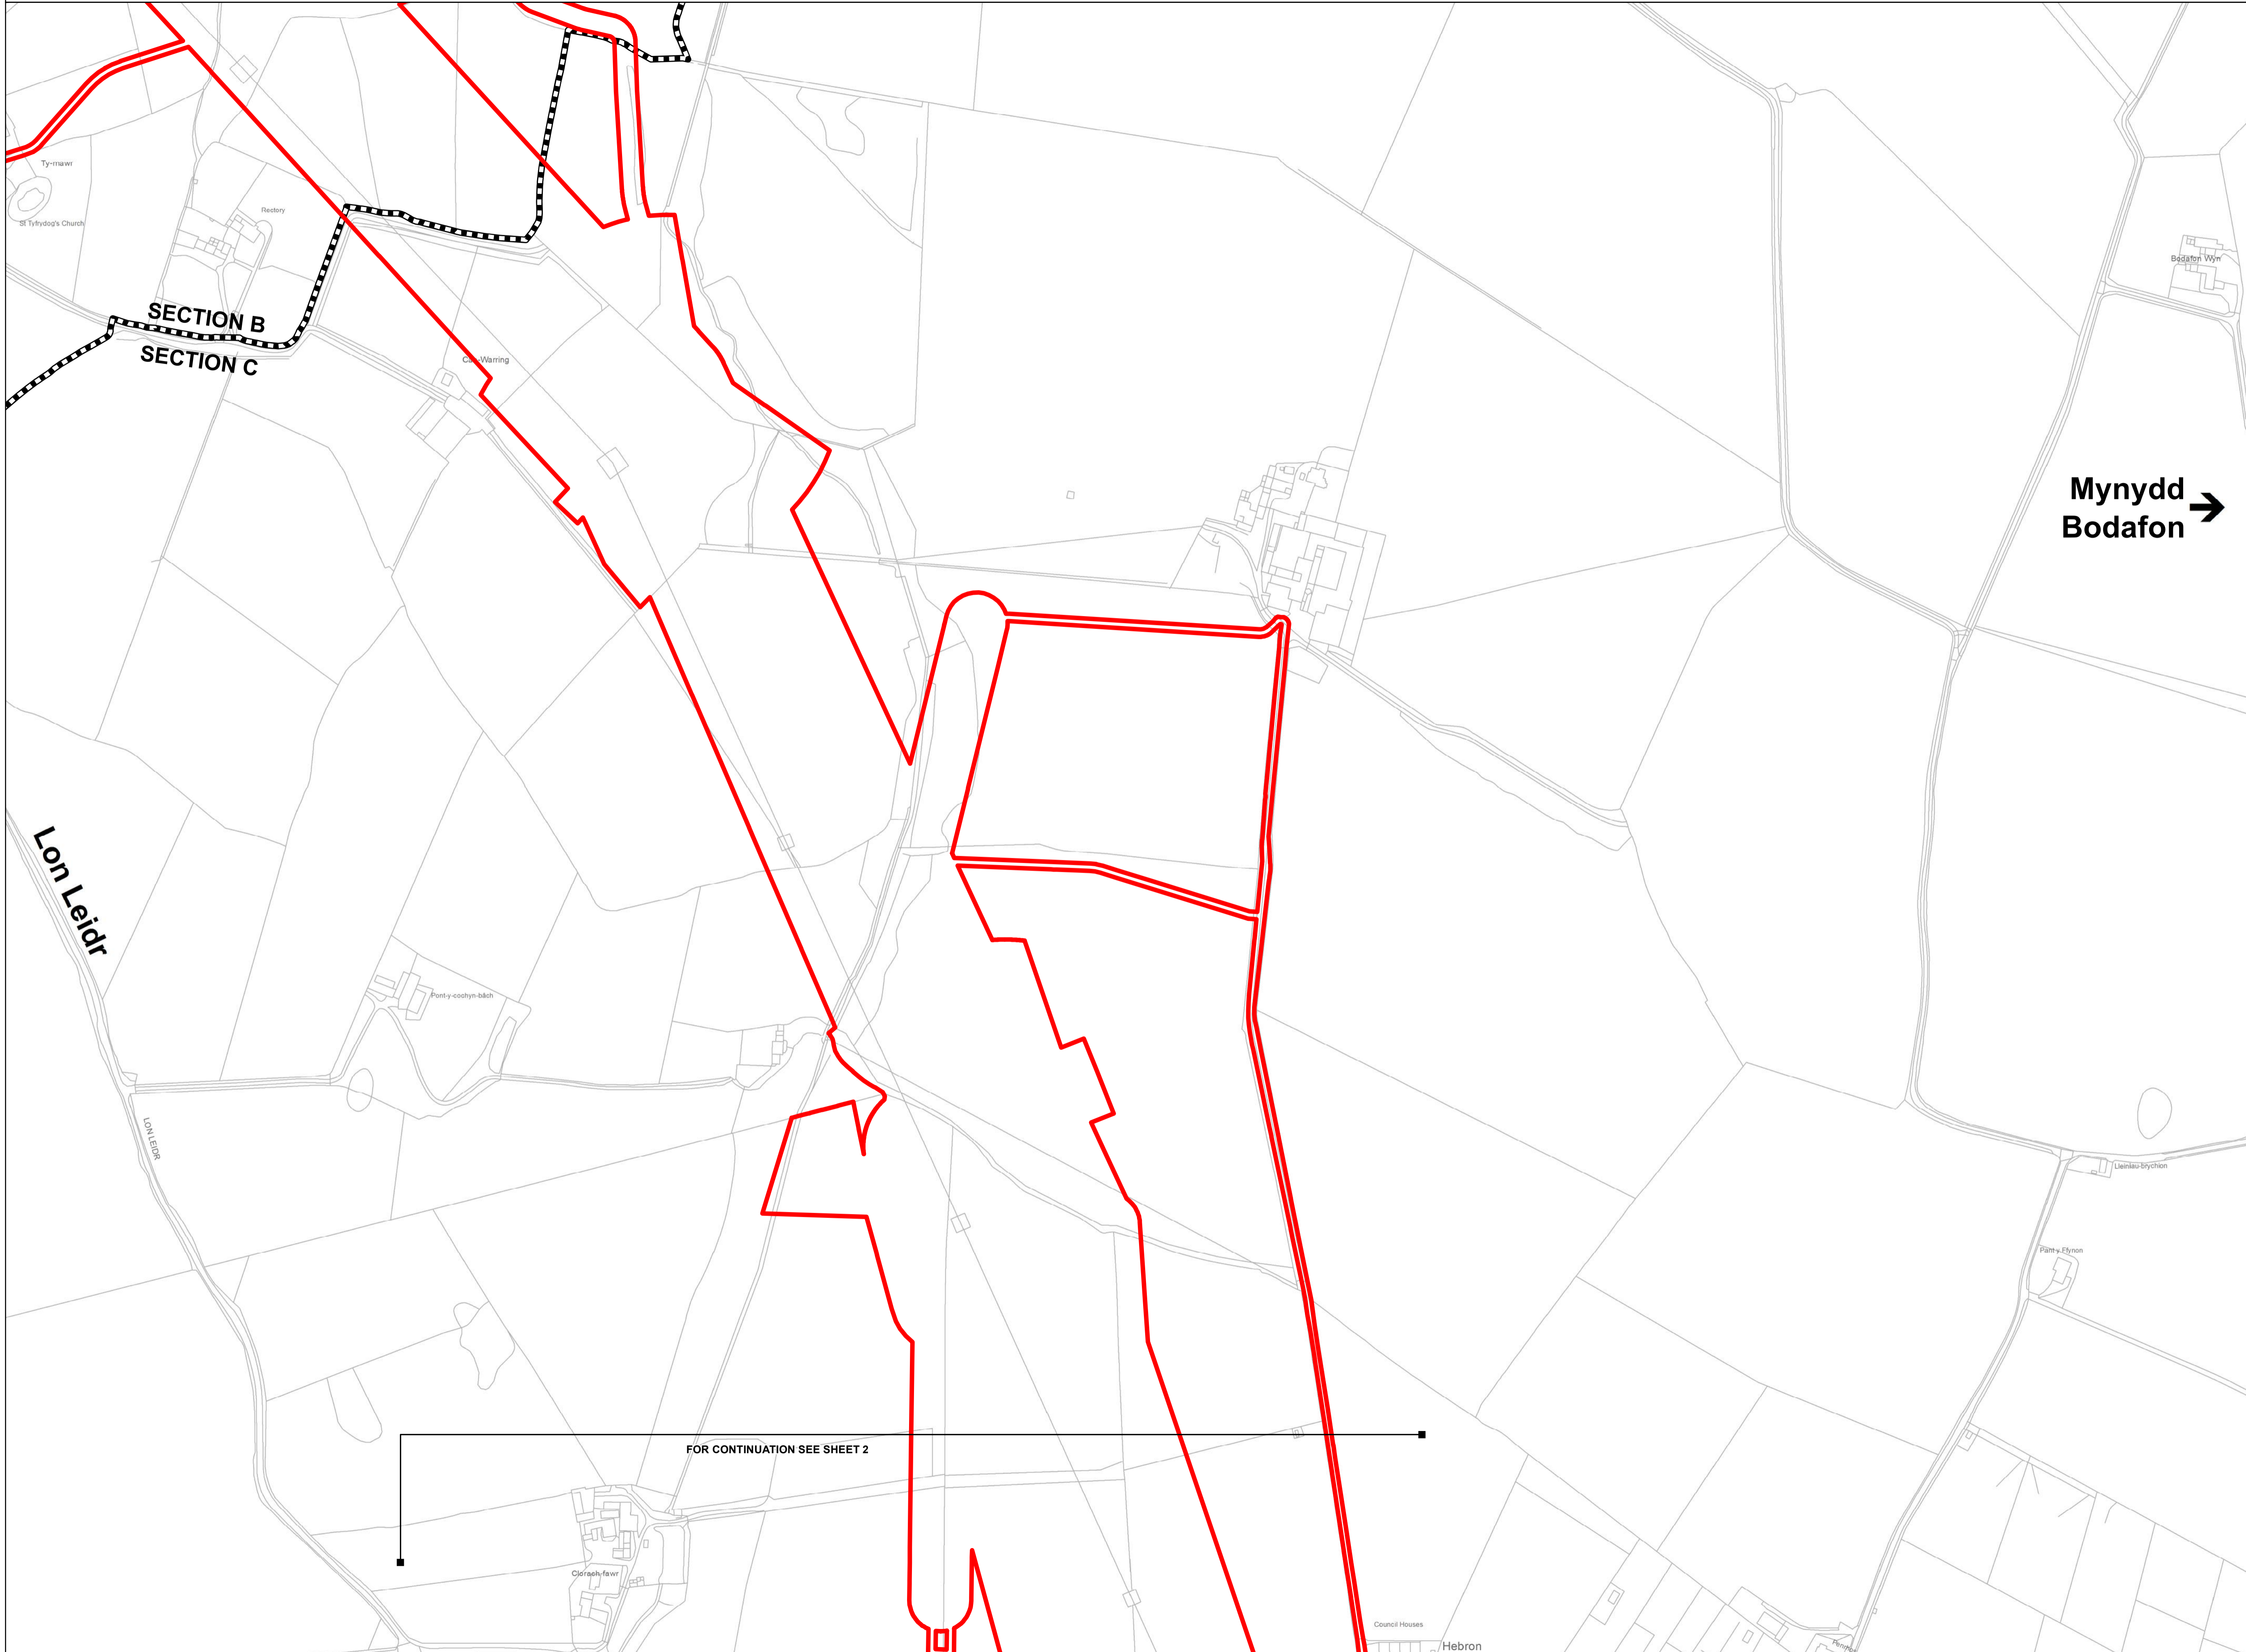 Ty-mawr
St Tyfrydog's Church
Rectory
SECTION B
SECTION C
Bodafon Wyn
Mynydd
Bodafon
Lon Leidr
Pont-y-cochyn-bâch
LON LEIDR
Lleiniau-brychion
Pant y Ffynon
FOR CONTINUATION SEE SHEET 2
Clorach-fawr
Council Houses
Hebron